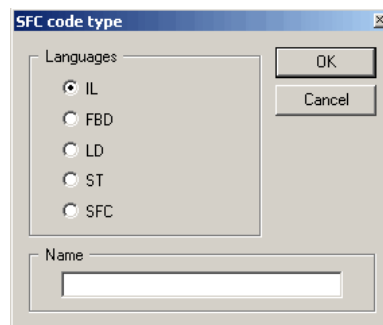 SFC code type
Languages
IL
FBD
LD
ST
SFC
OK
Cancel
Name